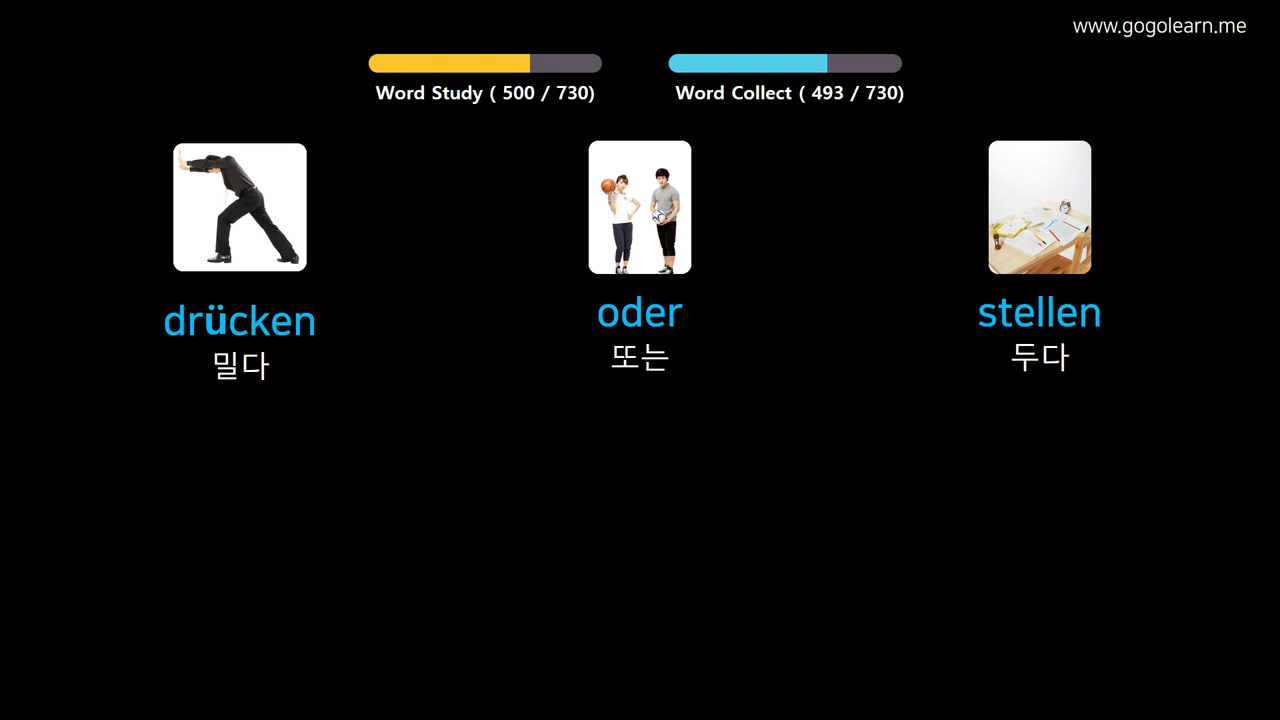 www.gogolearn.me
Word Study ( 500 / 730)
Word Collect ( 493 / 730)
drücken
밀다
oder
또는
stellen
두다